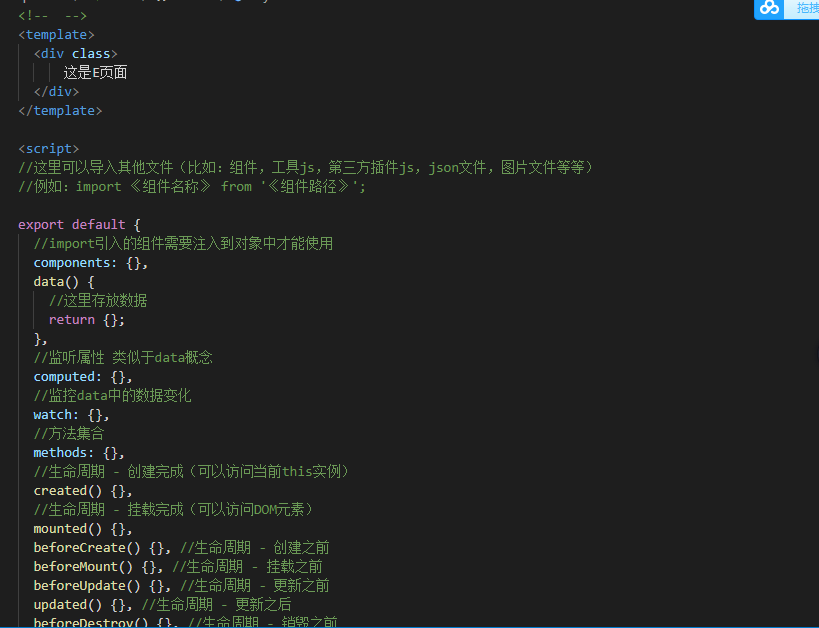 <!--  -->
<template>
<div class>
这是E页面
</div>
</template>
<script>
//这里可以导入其他文件（比如：组件，工具js，第三方插件js，json文件，图片文件等等）
//例如：import 《组件名称》 from '《组件路径》';
export default {
//import引入的组件需要注入到对象中才能使用
components: {},
data() {
//这里存放数据
return {};
},
//监听属性 类似于data概念
computed: {},
//监控data中的数据变化
watch: {},
//方法集合
methods: {},
//生命周期 - 创建完成（可以访问当前this实例）
created() {},
//生命周期 - 挂载完成（可以访问DOM元素）
mounted() {},
beforeCreate() {}, //生命周期 - 创建之前
beforeMount() {}, //生命周期 - 挂载之前
beforeUpdate() {}, //生命周期 - 更新之前
updated() {}, //生命周期 - 更新之后
beforeDestroy() {}, //生命周期 - 销毁之前
拖拽